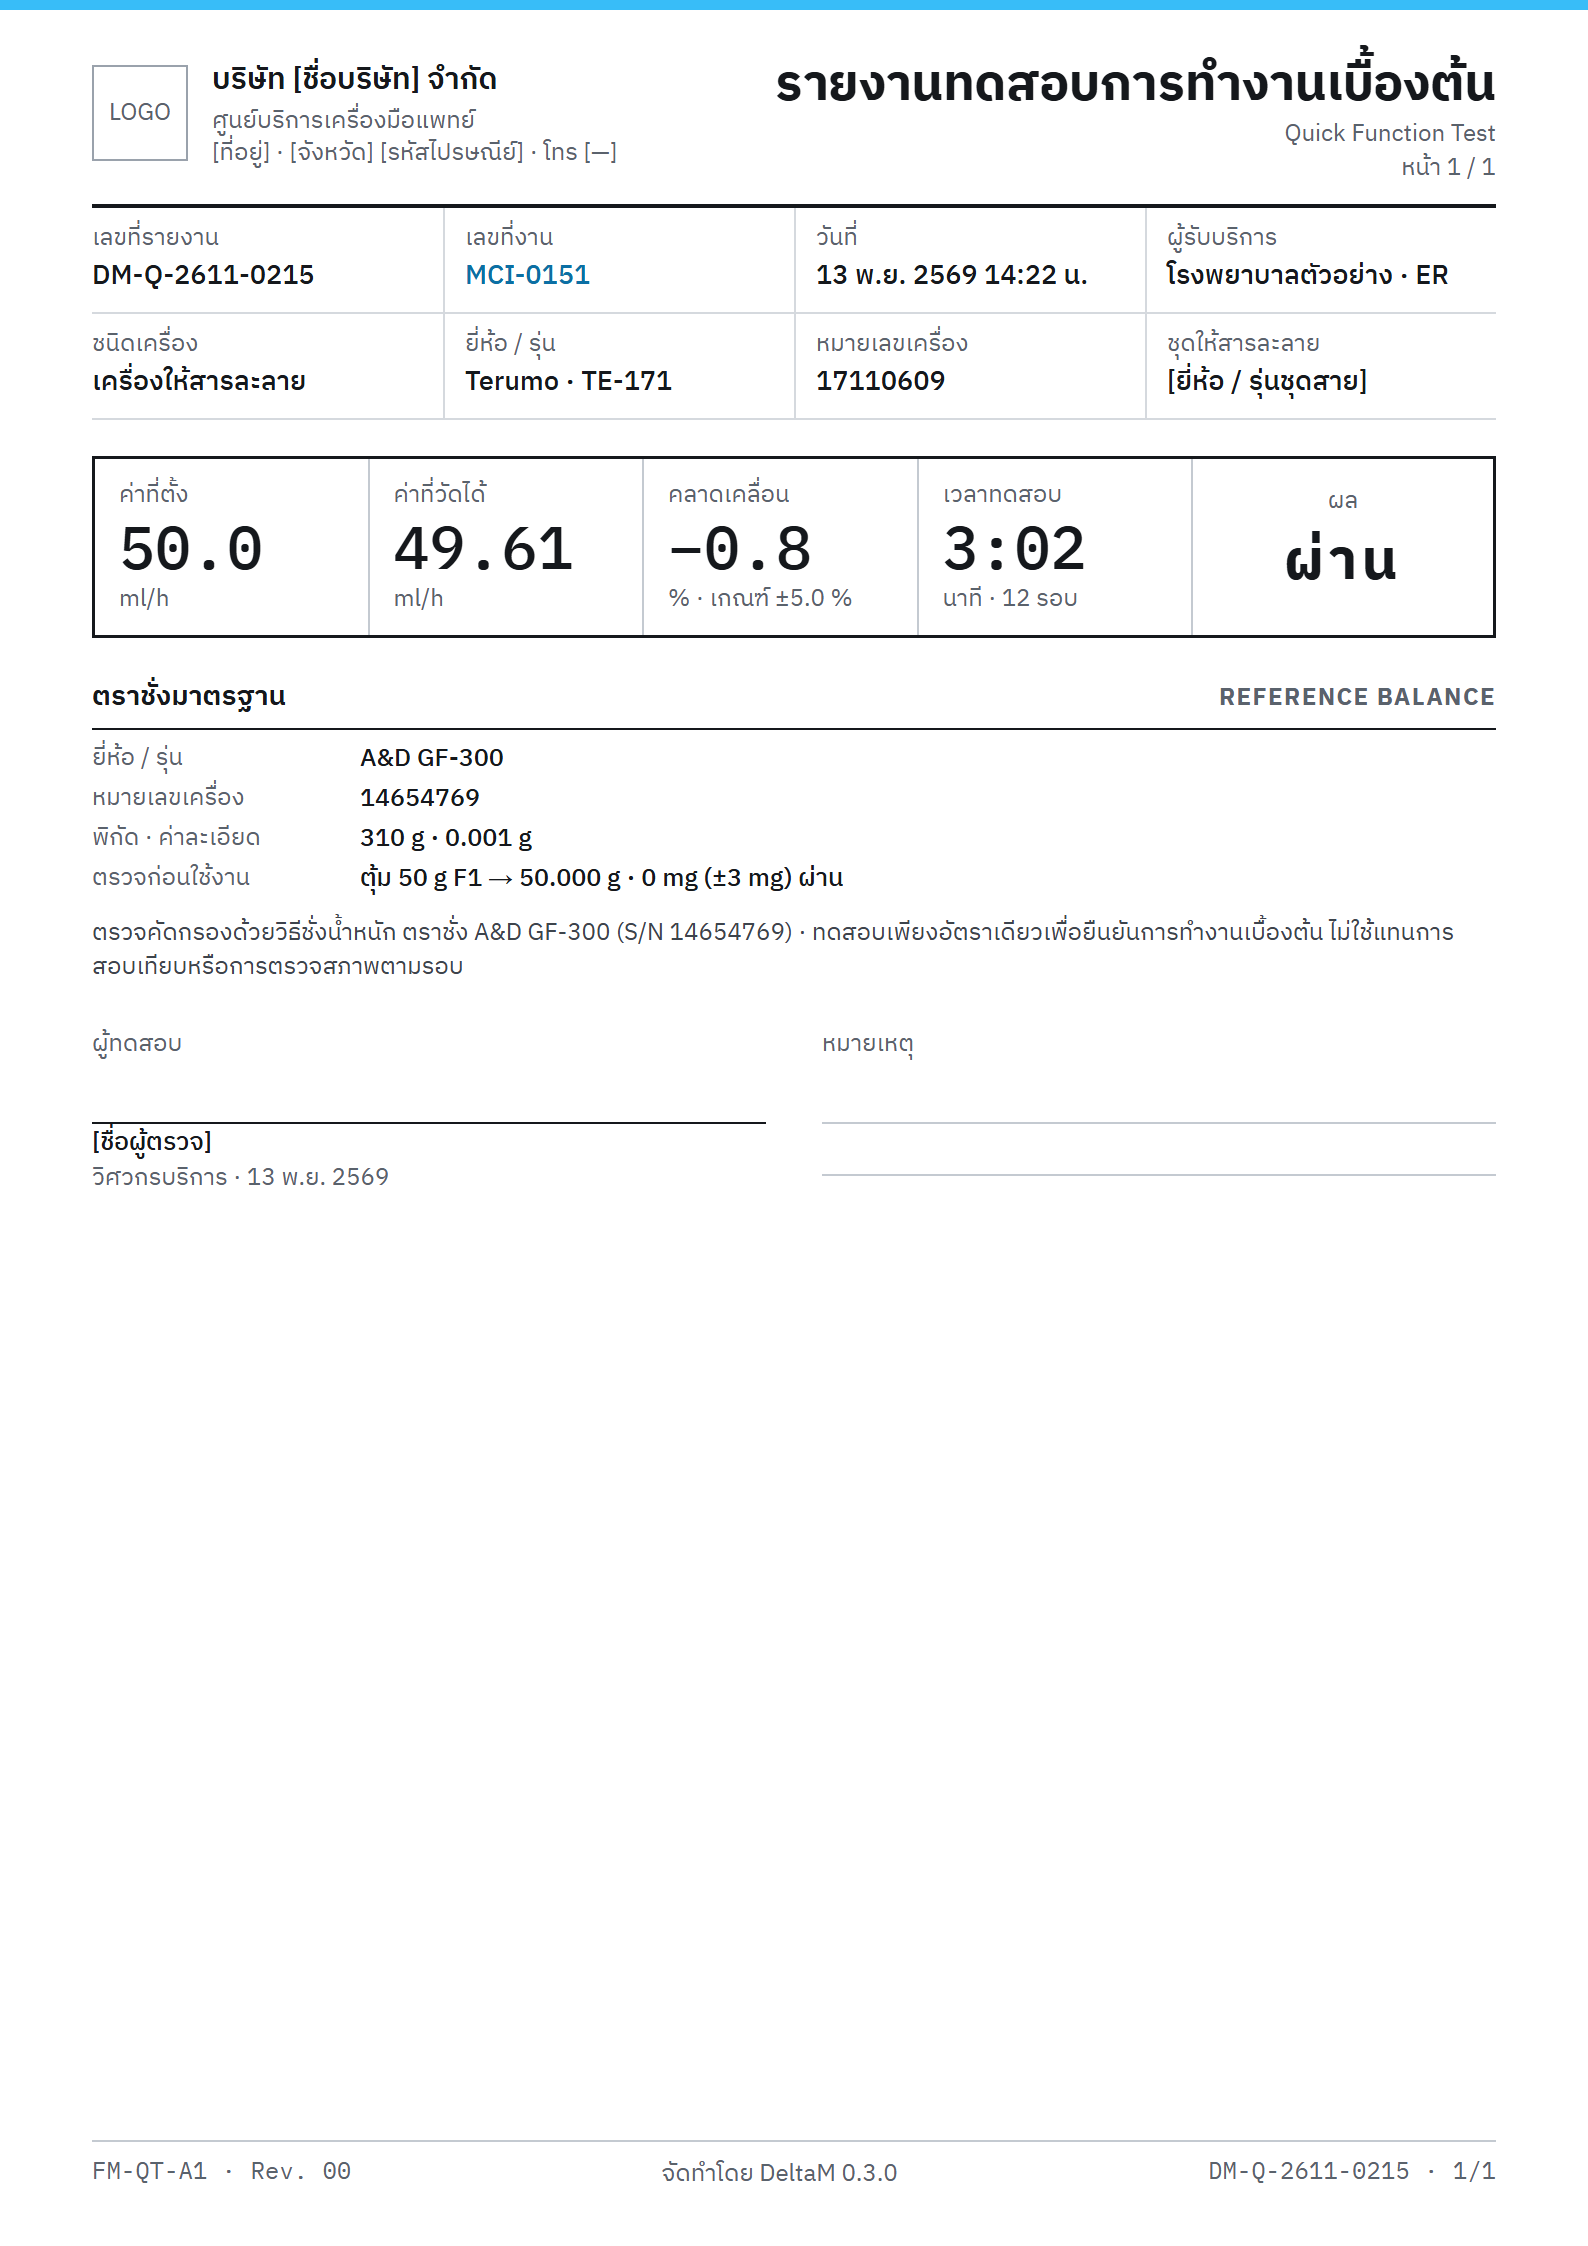 LOGO
บริษัท [ชื่อบริษัท] จำกัด
ศูนย์บริการเครื่องมือแพทย์
[ที่อยู่] · [จังหวัด] [รหัสไปรษณีย์] · โทร [—]
รายงานทดสอบการทำงานเบื้องต้น
Quick Function Test
หน้า 1 / 1
เลขที่รายงาน
DM-Q-2611-0215
เลขที่งาน
MCI-0151
วันที่
13 พ.ย. 2569 14:22 น.
ผู้รับบริการ
โรงพยาบาลตัวอย่าง · ER
ชนิดเครื่อง
เครื่องให้สารละลาย
ยี่ห้อ / รุ่น
Terumo · TE-171
หมายเลขเครื่อง
17110609
ชุดให้สารละลาย
[ยี่ห้อ / รุ่นชุดสาย]
ค่าที่ตั้ง
50.0
ml/h
ค่าที่วัดได้
49.61
ml/h
คลาดเคลื่อน
−0.8
% · เกณฑ์ ±5.0 %
เวลาทดสอบ
3:02
นาที · 12 รอบ
ผล
ผ่าน
ตราชั่งมาตรฐาน
REFERENCE BALANCE
ยี่ห้อ / รุ่น A&D GF-300
หมายเลขเครื่อง 14654769
พิกัด · ค่าละเอียด 310 g · 0.001 g
ตรวจก่อนใช้งาน ตุ้ม 50 g F1 → 50.000 g · 0 mg (±3 mg) ผ่าน
ตรวจคัดกรองด้วยวิธีชั่งน้ำหนัก ตราชั่ง A&D GF-300 (S/N 14654769) · ทดสอบเพียงอัตราเดียวเพื่อยืนยันการทำงานเบื้องต้น ไม่ใช้แทนการ
สอบเทียบหรือการตรวจสภาพตามรอบ
ผู้ทดสอบ
[ชื่อผู้ตรวจ]
วิศวกรบริการ · 13 พ.ย. 2569
หมายเหตุ
FM-QT-A1 · Rev. 00
จัดทำโดย DeltaM 0.3.0
DM-Q-2611-0215 · 1/1